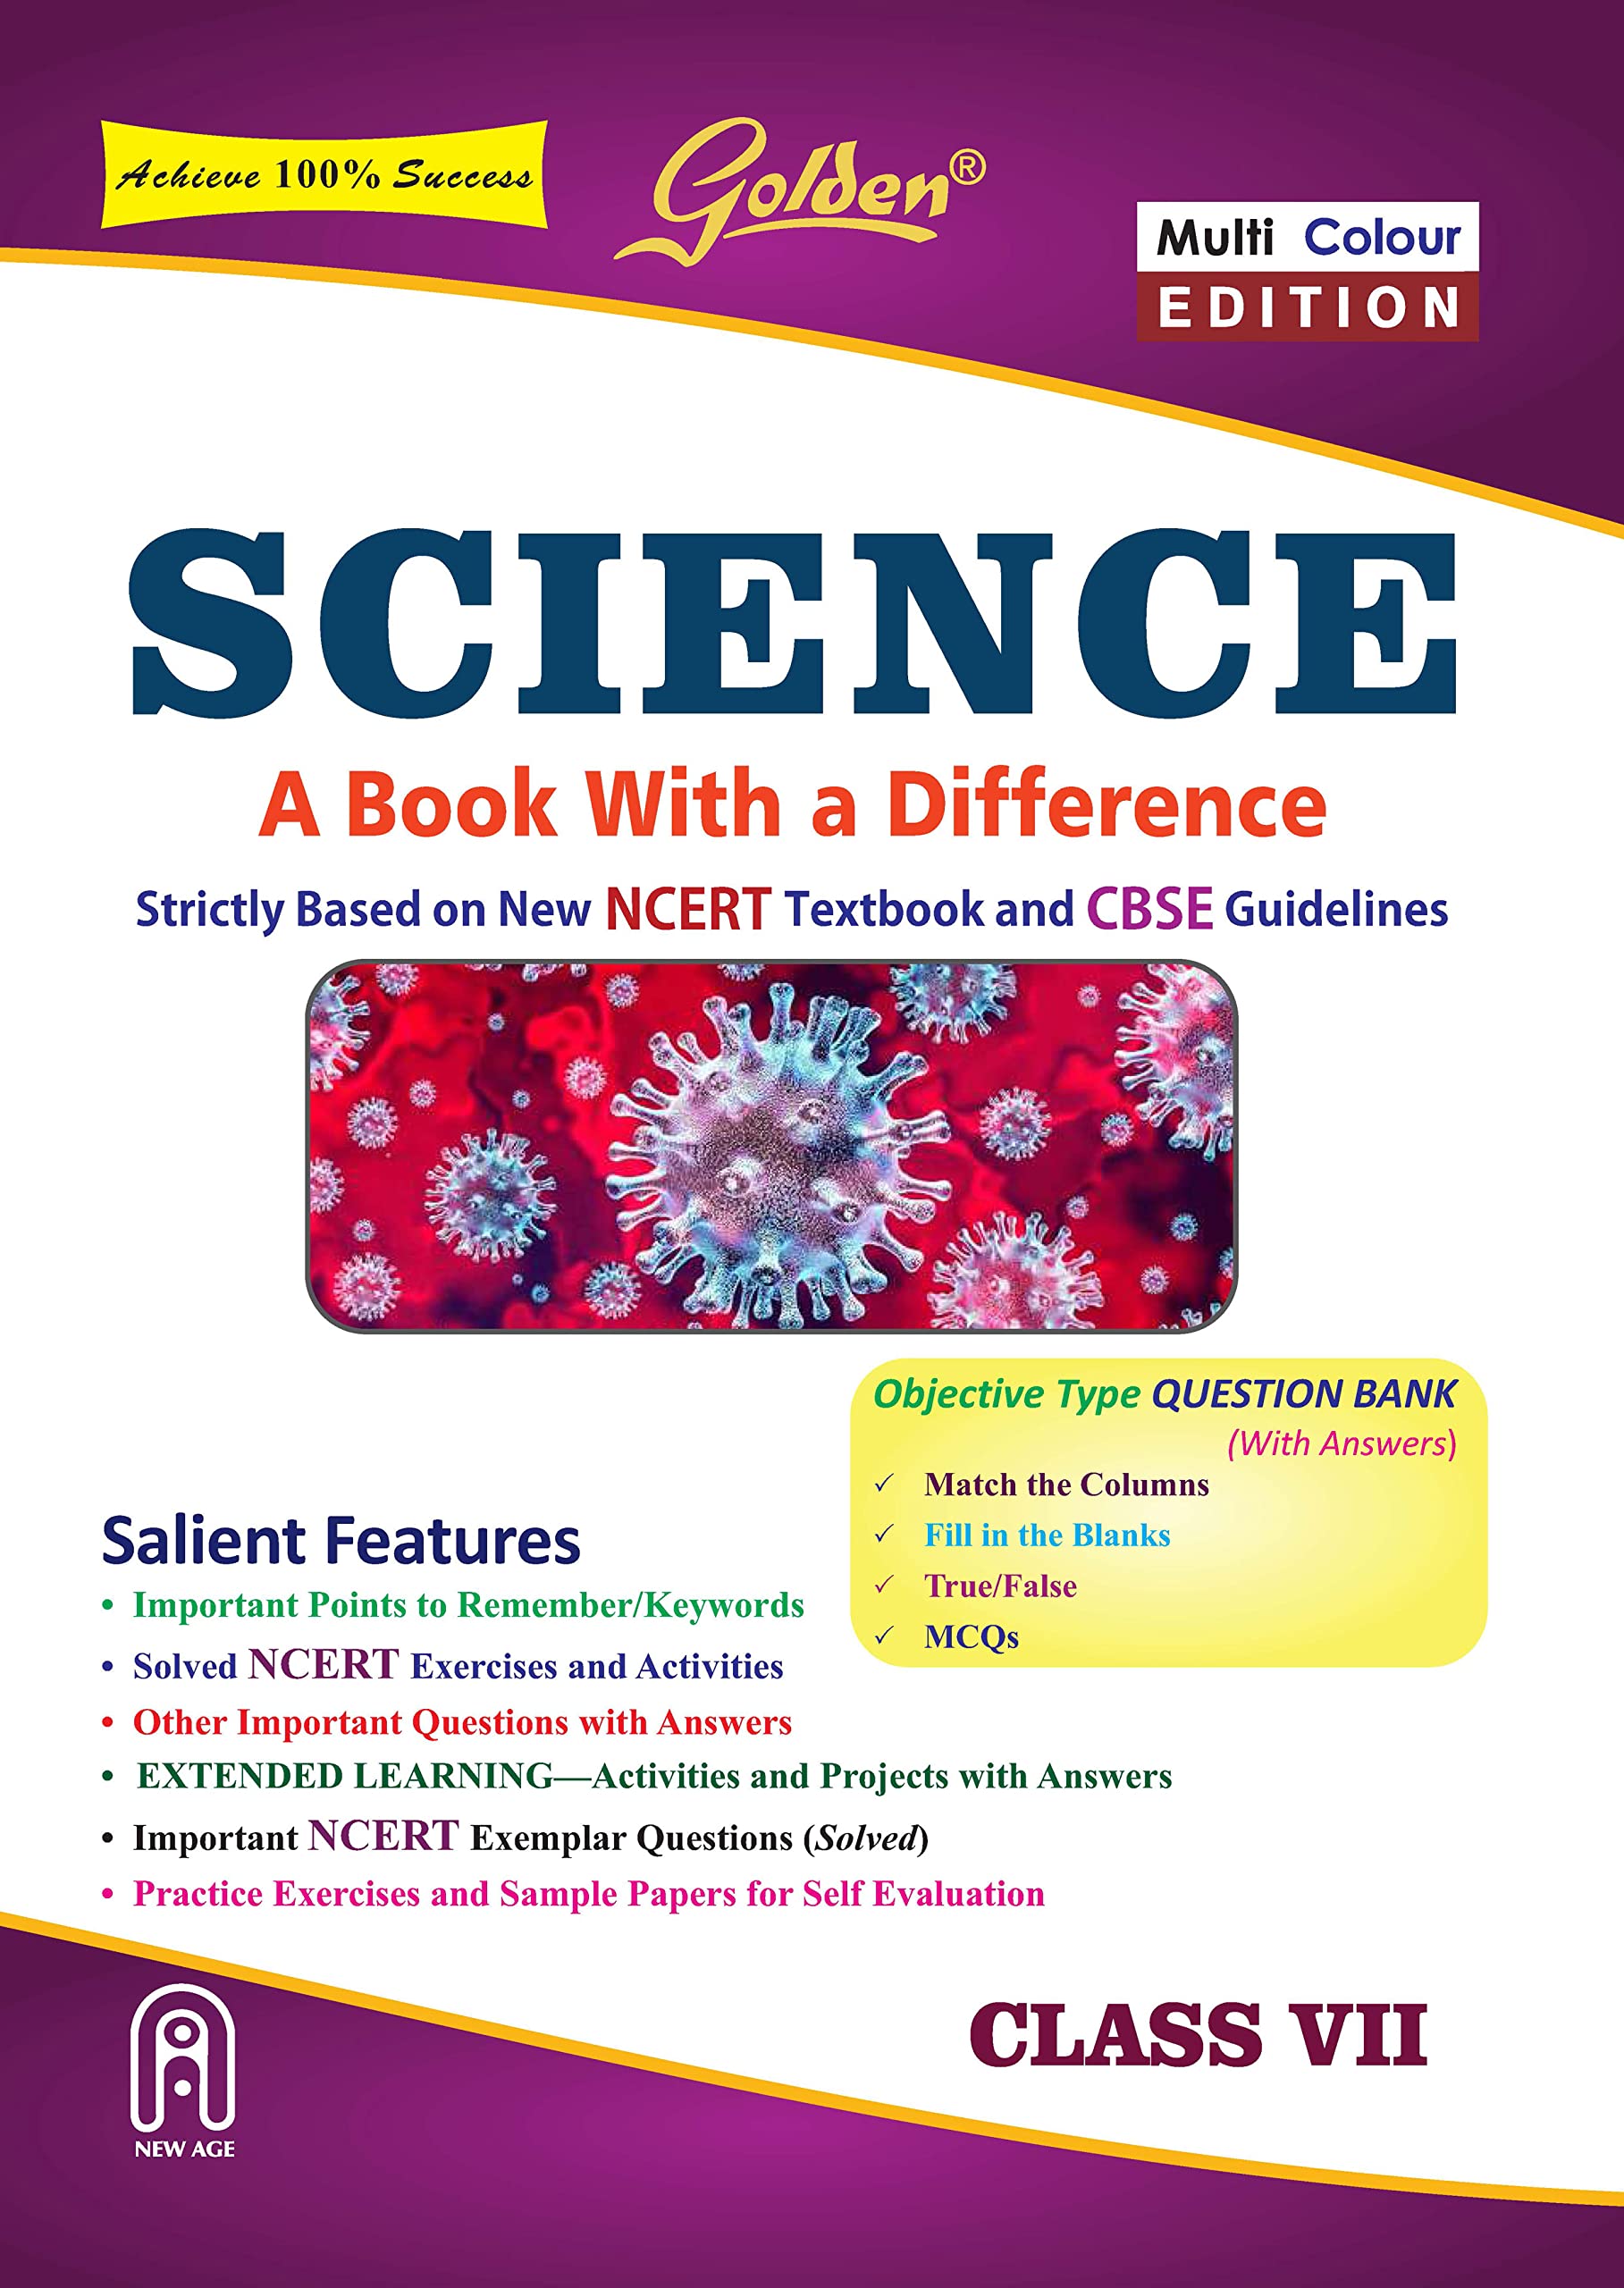 Achieve 100% Success
Golden®
Multi Colour
EDITION
SCIENCE
A Book With a Difference
Strictly Based on New NCERT Textbook and CBSE Guidelines
Objective Type QUESTION BANK
(With Answers)
✓ Match the Columns
✓ Fill in the Blanks
✓ True/False
✓ MCQs
Salient Features
• Important Points to Remember/Keywords
• Solved NCERT Exercises and Activities
• Other Important Questions with Answers
• EXTENDED LEARNING—Activities and Projects with Answers
• Important NCERT Exemplar Questions (Solved)
• Practice Exercises and Sample Papers for Self Evaluation
CLASS VII
NEW AGE